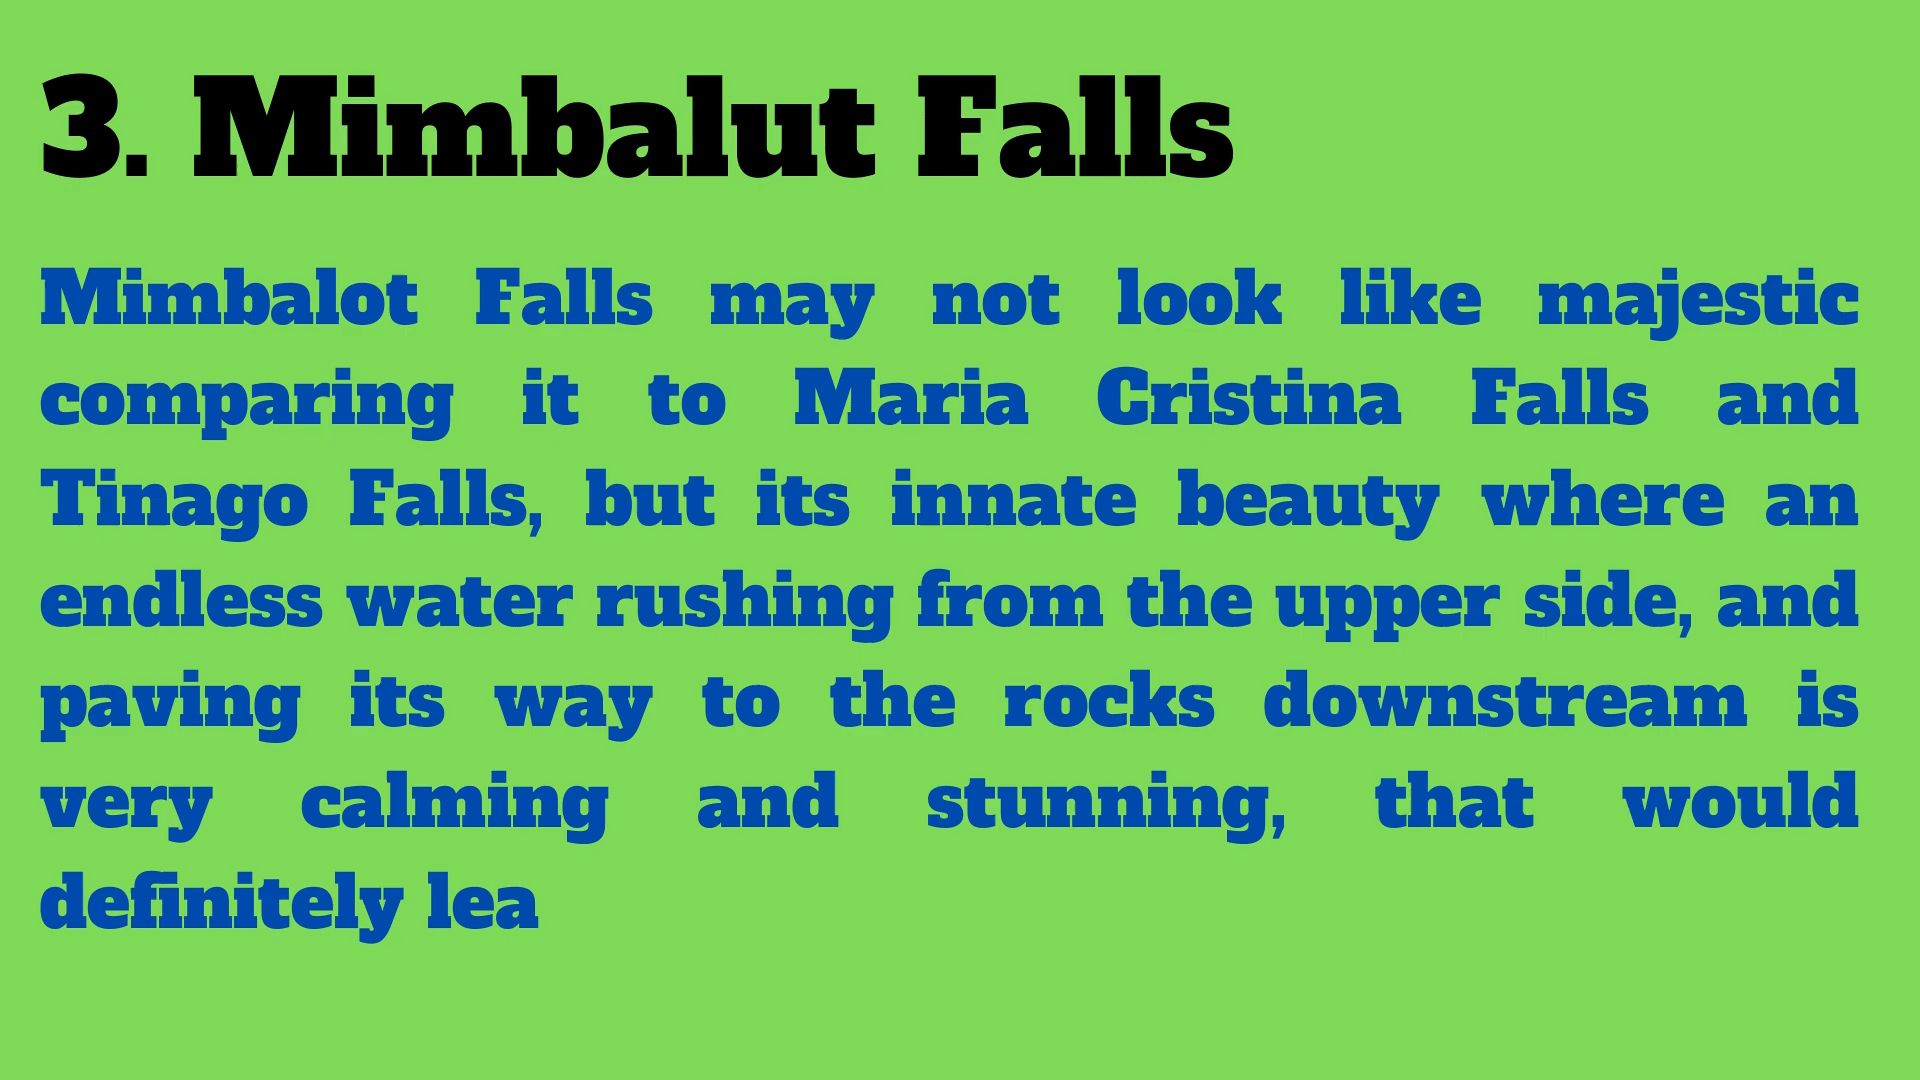 3. Mimbalut Falls
Mimbalot Falls may not look like majestic
comparing it to Maria Cristina Falls and
Tinago Falls, but its innate beauty where an
endless water rushing from the upper side, and
paving its way to the rocks downstream is
very calming and stunning, that would
definitely lea